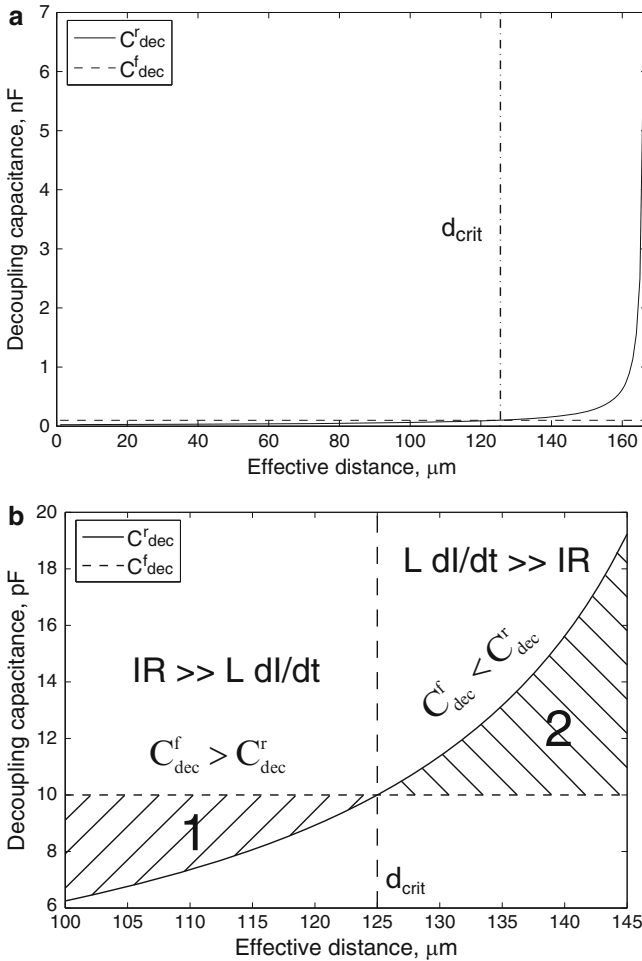 a
7
6
5
4
3
2
1
0
Decoupling capacitance, nF
C^r_dec
C^f_dec
d_crit
0 20 40 60 80 100 120 140 160
Effective distance, μm
b
20
18
16
14
12
10
8
6
Decoupling capacitance, pF
C^r_dec
C^f_dec
L dI/dt >> IR
IR >> L dI/dt
C^f_dec < C^r_dec
C^f_dec > C^r_dec
1
2
d_crit
100 105 110 115 120 125 130 135 140 145
Effective distance, μm